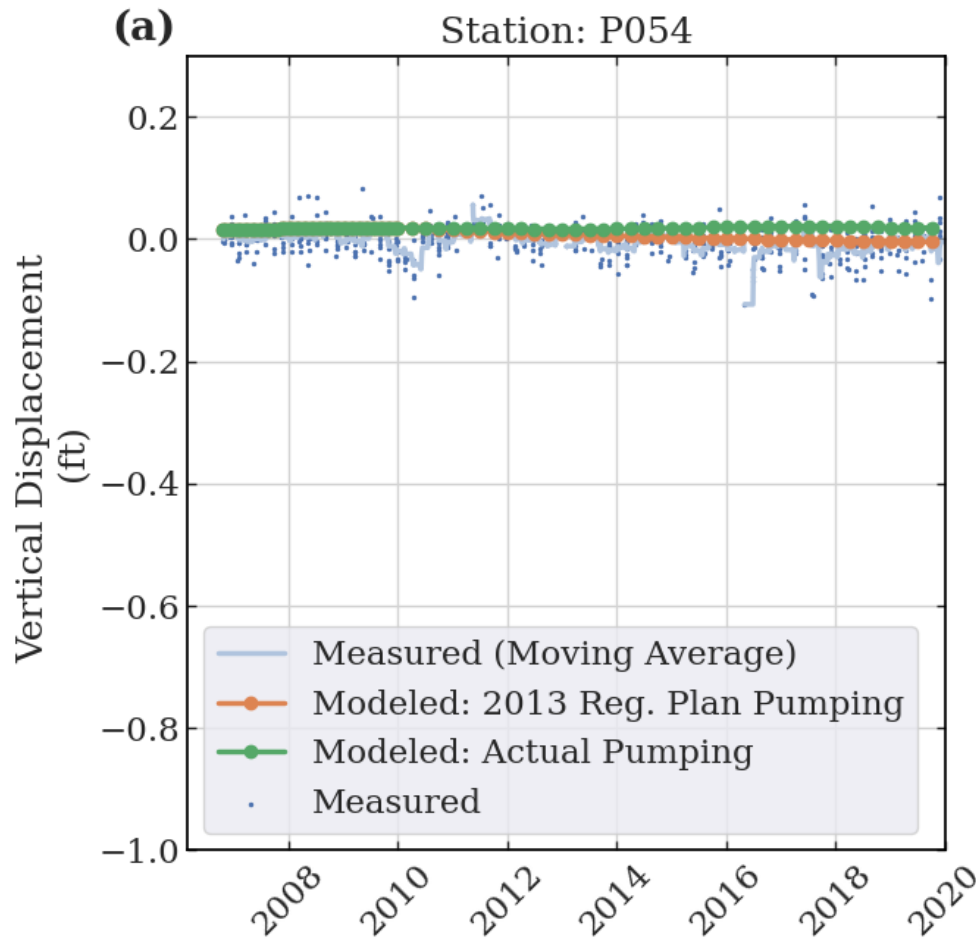 (a)
Station: P054
Vertical Displacement
(ft)
0.2
0.0
−0.2
−0.4
−0.6
−0.8
−1.0
Measured (Moving Average)
Modeled: 2013 Reg. Plan Pumping
Modeled: Actual Pumping
Measured
2008
2010
2012
2014
2016
2018
2020